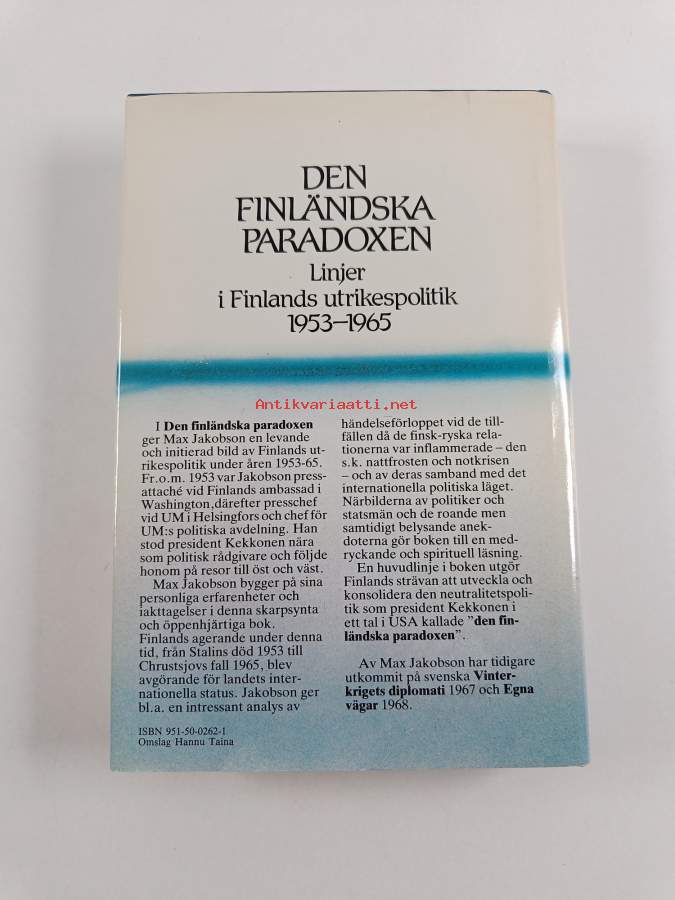 DEN
FINLÄNDSKA
PARADOXEN
Linjer
i Finlands utrikespolitik
1953–1965
Antikvariaatti.net
I Den finländska paradoxen
ger Max Jakobson en levande
och initierad bild av Finlands ut-
rikespolitik under åren 1953-65.
Fr.o.m. 1953 var Jakobson press-
attaché vid Finlands ambassad i
Washington, därefter presschef
vid UM i Helsingfors och chef för
UM:s politiska avdelning. Han
stod president Kekkonen nära
som politisk rådgivare och följde
honom på resor till öst och väst.
Max Jakobson bygger på sina
personliga erfarenheter och
iakttagelser i denna skarpsynta
och öppenhjärtiga bok.
Finlands agerande under denna
tid, från Stalins död 1953 till
Chrustsjovs fall 1965, blev
avgörande för landets inter-
nationella status. Jakobson ger
bl.a. en intressant analys av
händelseförloppet vid de till-
fällen då de finsk-ryska rela-
tionerna var inflammerade – den
s.k. nattfrosten och notkrisen
– och av deras samband med det
internationella politiska läget.
Närbilderna av politiker och
statsmän och de roande men
samtidigt belysande anek-
doterna gör boken till en med-
ryckande och spirituell läsning.
En huvudlinje i boken utgör
Finlands strävan att utveckla och
konsolidera den neutralitetspoli-
tik som president Kekkonen i
ett tal i USA kallade ”den fin-
ländska paradoxen”.
Av Max Jakobson har tidigare
utkommit på svenska Vinter-
krigets diplomati 1967 och Egna
vägar 1968.
ISBN 951-50-0262-1
Omslag Hannu Taina